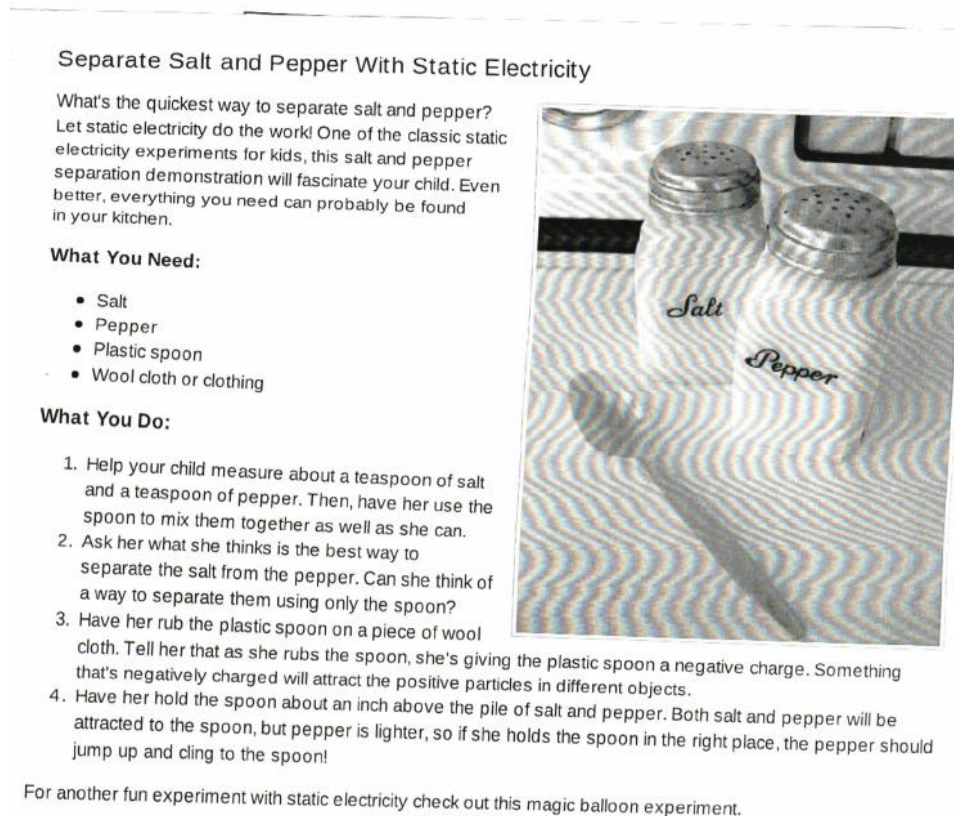 Separate Salt and Pepper With Static Electricity
What's the quickest way to separate salt and pepper?
Let static electricity do the work! One of the classic static
electricity experiments for kids, this salt and pepper
separation demonstration will fascinate your child. Even
better, everything you need can probably be found
in your kitchen.
What You Need:
• Salt
• Pepper
• Plastic spoon
• Wool cloth or clothing
What You Do:
1. Help your child measure about a teaspoon of salt
and a teaspoon of pepper. Then, have her use the
spoon to mix them together as well as she can.
2. Ask her what she thinks is the best way to
separate the salt from the pepper. Can she think of
a way to separate them using only the spoon?
3. Have her rub the plastic spoon on a piece of wool
cloth. Tell her that as she rubs the spoon, she's giving the plastic spoon a negative charge. Something
that's negatively charged will attract the positive particles in different objects.
4. Have her hold the spoon about an inch above the pile of salt and pepper. Both salt and pepper will be
attracted to the spoon, but pepper is lighter, so if she holds the spoon in the right place, the pepper should
jump up and cling to the spoon!
For another fun experiment with static electricity check out this magic balloon experiment.
Salt
Pepper